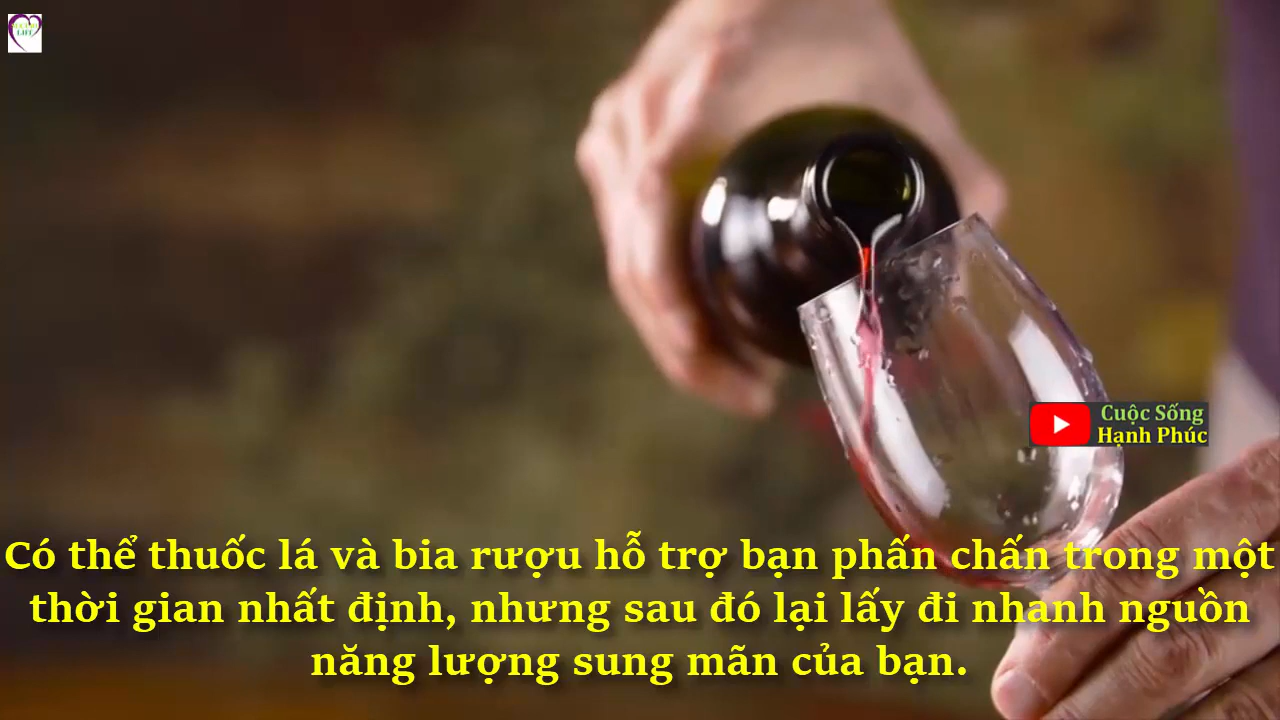 LIFE
Cuộc Sống
Hạnh Phúc
Có thể thuốc lá và bia rượu hỗ trợ bạn phấn chấn trong một
thời gian nhất định, nhưng sau đó lại lấy đi nhanh nguồn
năng lượng sung mãn của bạn.